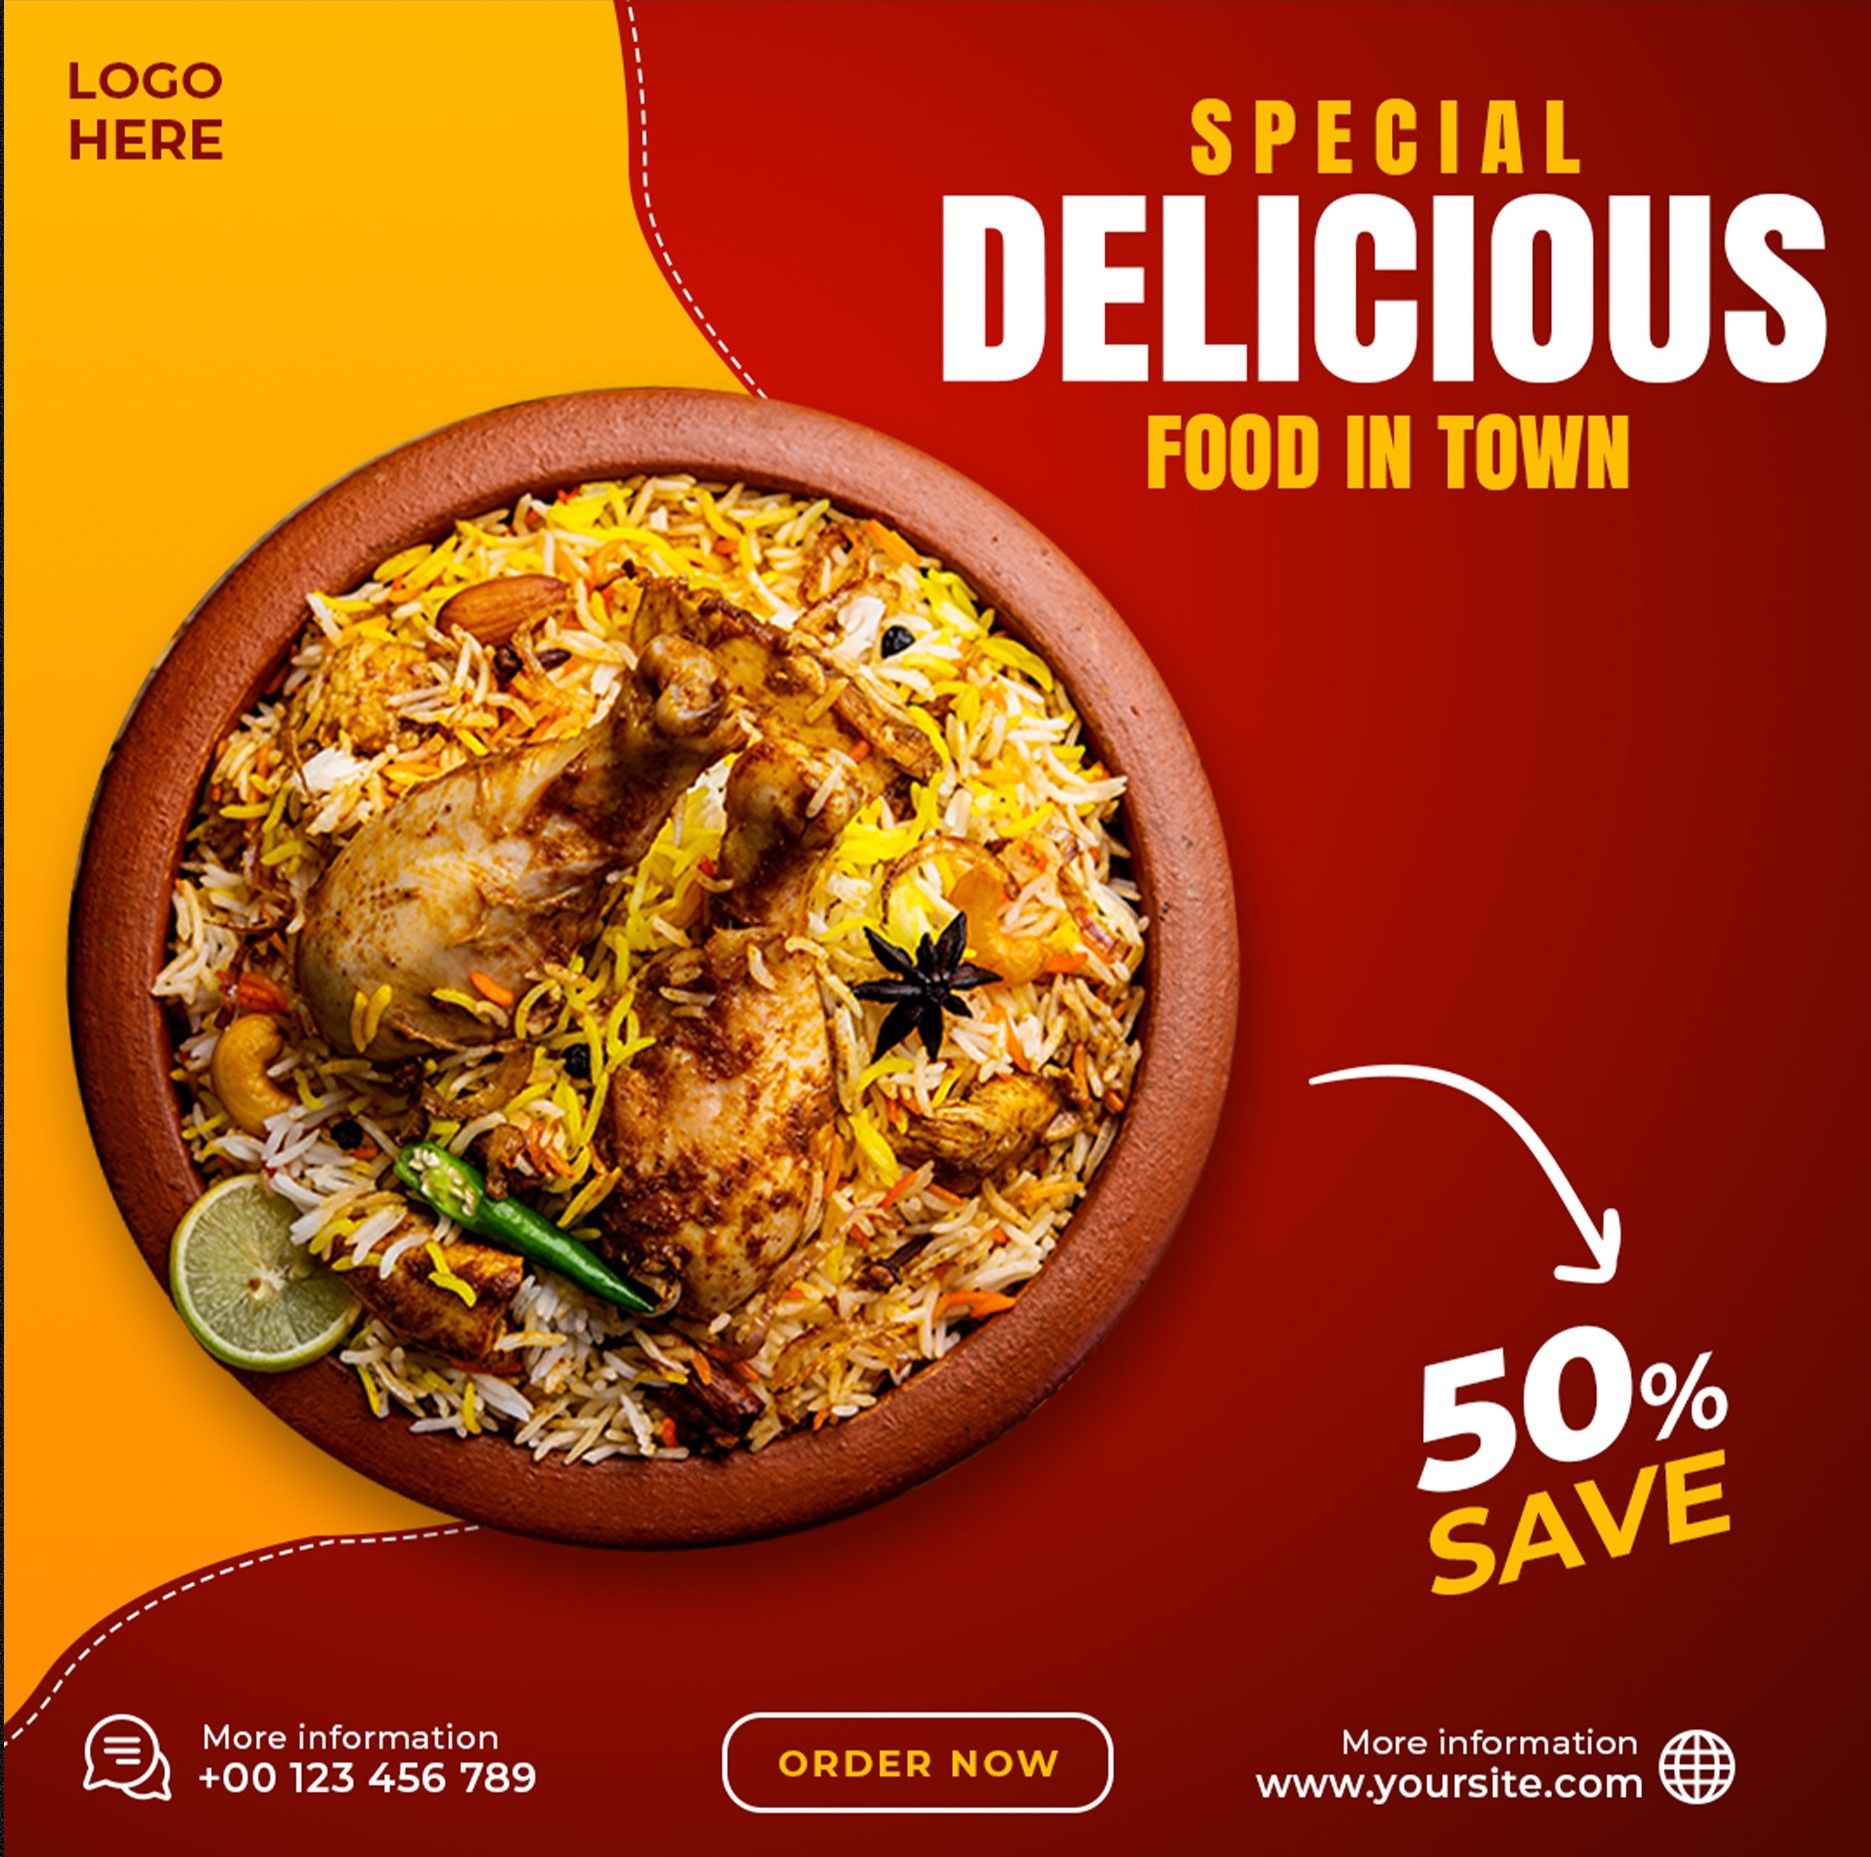 LOGO
HERE
SPECIAL
DELICIOUS
FOOD IN TOWN
50%
SAVE
More information
+00 123 456 789
ORDER NOW
More information
www.yoursite.com